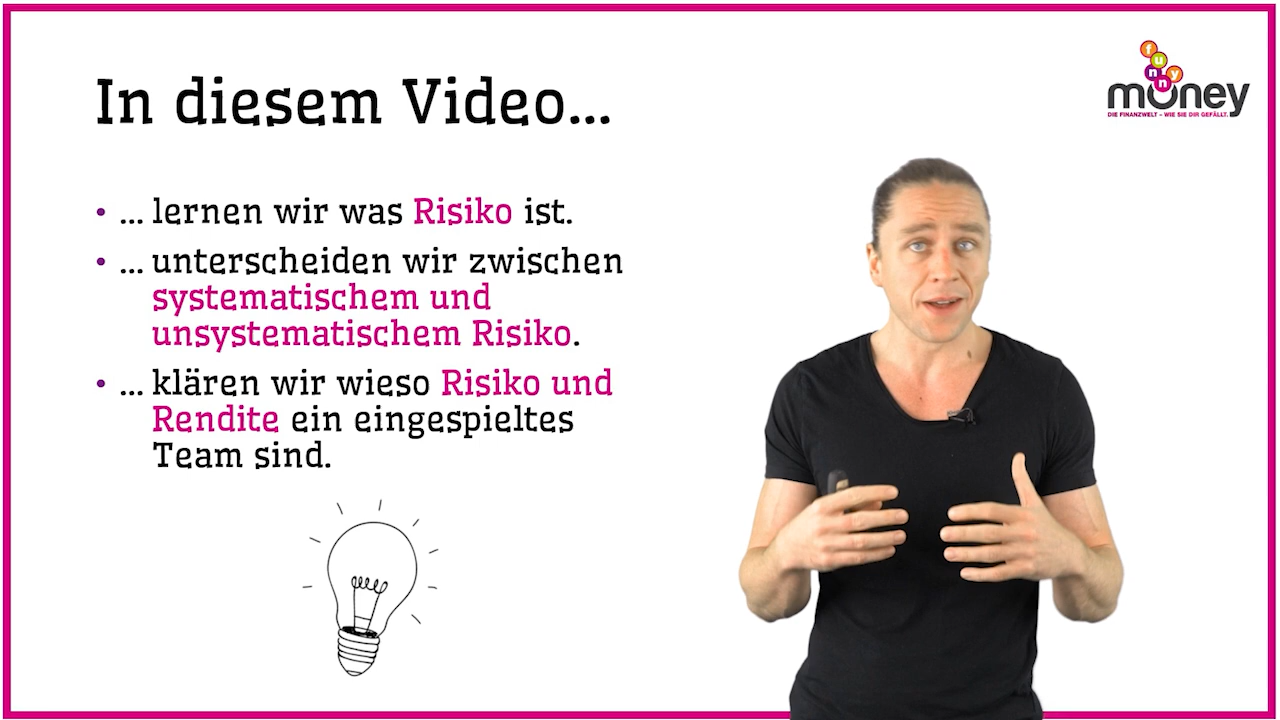 In diesem Video...
funny
money
DIE FINANZWELT – WIE SIE DIR GEFÄLLT.
• ... lernen wir was Risiko ist.
• ... unterscheiden wir zwischen
systematischem und
unsystematischem Risiko.
• ... klären wir wieso Risiko und
Rendite ein eingespieltes
Team sind.